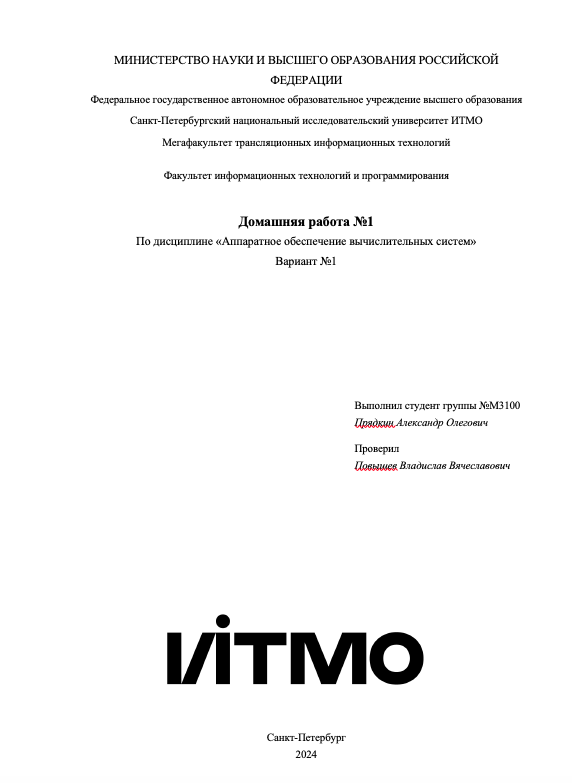 МИНИСТЕРСТВО НАУКИ И ВЫСШЕГО ОБРАЗОВАНИЯ РОССИЙСКОЙ
ФЕДЕРАЦИИ
Федеральное государственное автономное образовательное учреждение высшего образования
Санкт-Петербургский национальный исследовательский университет ИТМО
Мегафакультет трансляционных информационных технологий
Факультет информационных технологий и программирования
Домашняя работа №1
По дисциплине «Аппаратное обеспечение вычислительных систем»
Вариант №1
Выполнил студент группы №М3100
Прядкин Александр Олегович
Проверил
Повышев Владислав Вячеславович
ИТМО
Санкт-Петербург
2024